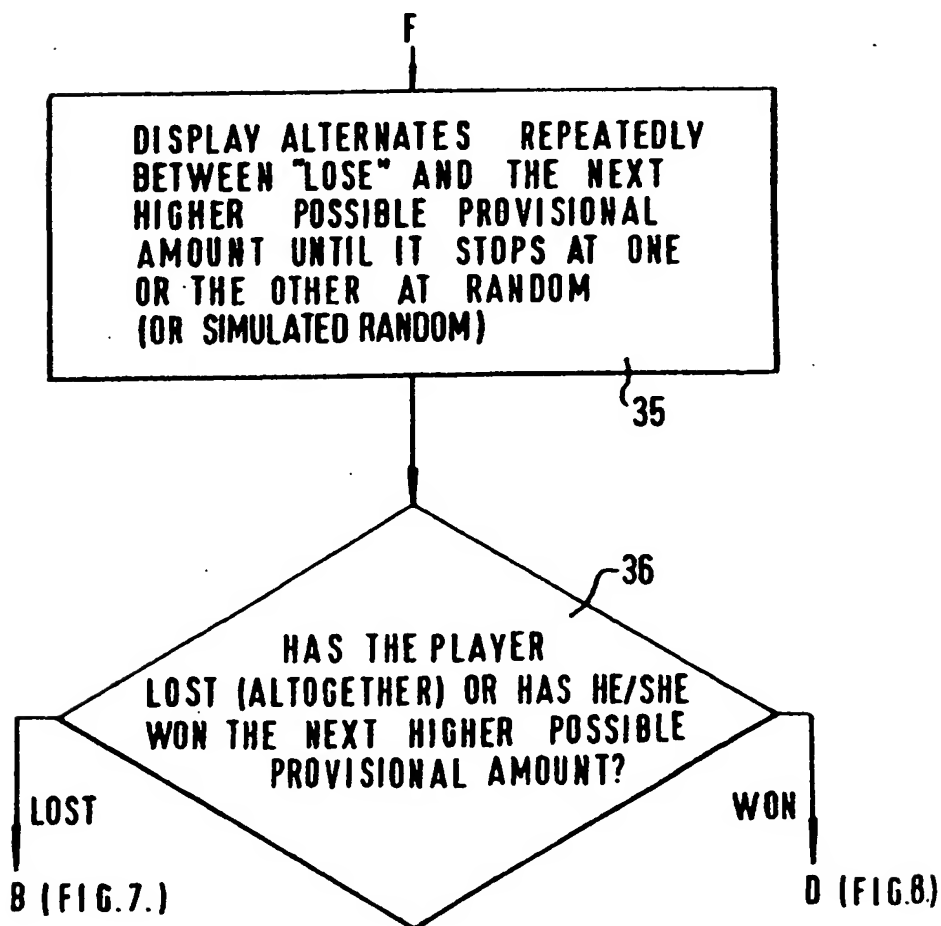 F
DISPLAY ALTERNATES REPEATEDLY
BETWEEN "LOSE" AND THE NEXT
HIGHER POSSIBLE PROVISIONAL
AMOUNT UNTIL IT STOPS AT ONE
OR THE OTHER AT RANDOM
(OR SIMULATED RANDOM)
35
36
HAS THE PLAYER
LOST (ALTOGETHER) OR HAS HE/SHE
WON THE NEXT HIGHER POSSIBLE
PROVISIONAL AMOUNT?
LOST
WON
B (FIG.7.)
D (FIG.8.)